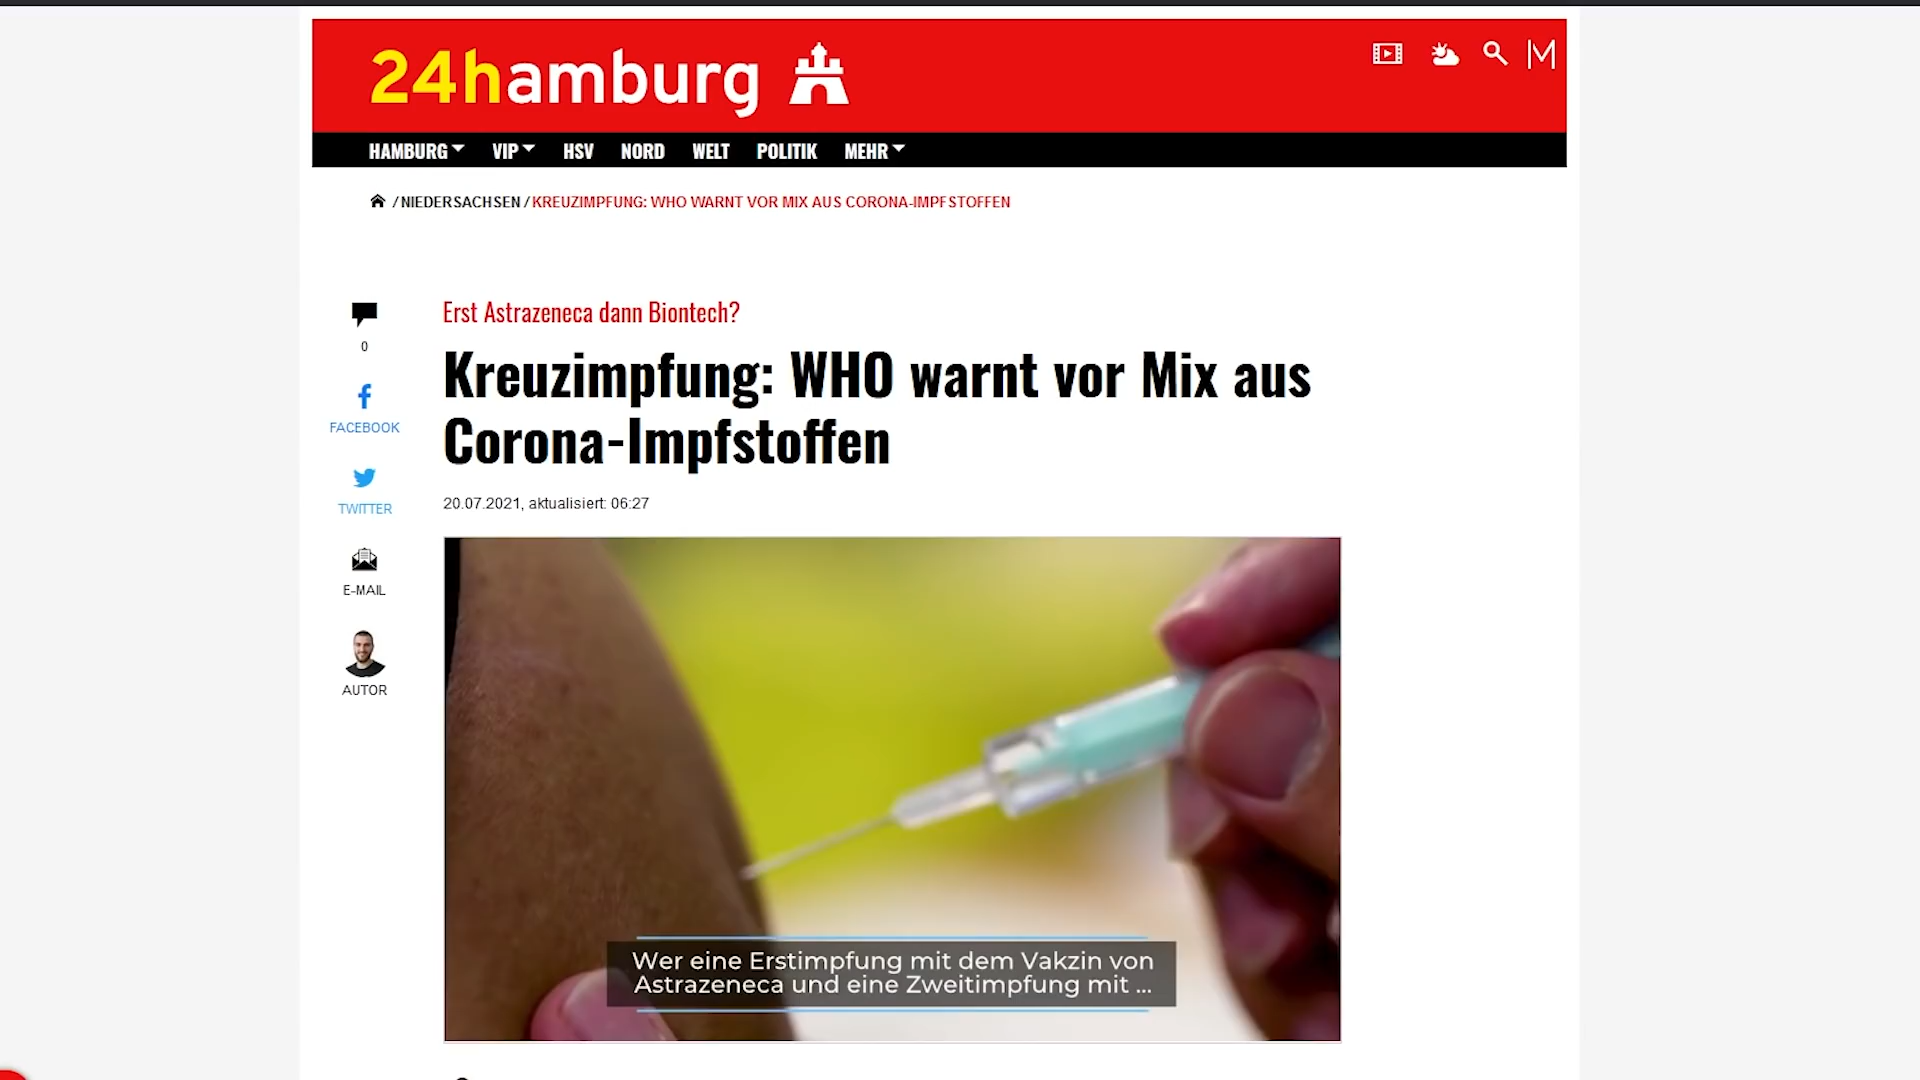 24hamburg
HAMBURG VIP HSV NORD WELT POLITIK MEHR
/ NIEDERSACHSEN / KREUZIMPFUNG: WHO WARNT VOR MIX AUS CORONA-IMPFSTOFFEN
Erst Astrazeneca dann Biontech?
Kreuzimpfung: WHO warnt vor Mix aus
Corona-Impfstoffen
20.07.2021, aktualisiert: 06:27
0
FACEBOOK
TWITTER
E-MAIL
AUTOR
Wer eine Erstimpfung mit dem Vakzin von
Astrazeneca und eine Zweitimpfung mit ...